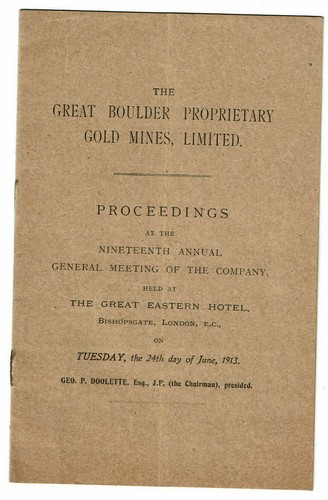 THE
GREAT BOULDER PROPRIETARY
GOLD MINES, LIMITED.
PROCEEDINGS
AT THE
NINETEENTH ANNUAL
GENERAL MEETING OF THE COMPANY,
HELD AT
THE GREAT EASTERN HOTEL,
BISHOPSGATE, LONDON, E.C.,
ON
TUESDAY, the 24th day of June, 1913.
GEO. P. DOOLETTE, Esq., J.P., (the Chairman), presided.